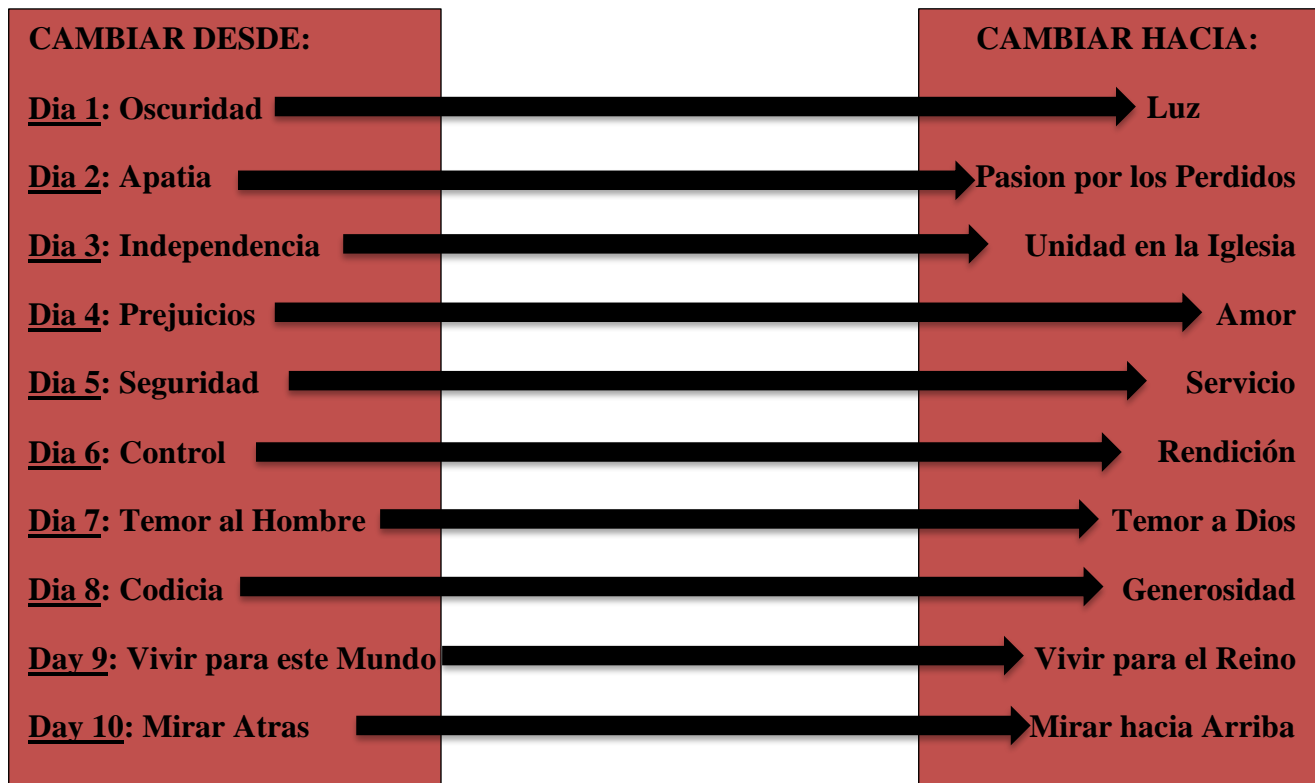 CAMBIAR DESDE: CAMBIAR HACIA:
Dia 1: Oscuridad Luz
Dia 2: Apatia Pasion por los Perdidos
Dia 3: Independencia Unidad en la Iglesia
Dia 4: Prejuicios Amor
Dia 5: Seguridad Servicio
Dia 6: Control Rendición
Dia 7: Temor al Hombre Temor a Dios
Dia 8: Codicia Generosidad
Day 9: Vivir para este Mundo Vivir para el Reino
Day 10: Mirar Atras Mirar hacia Arriba